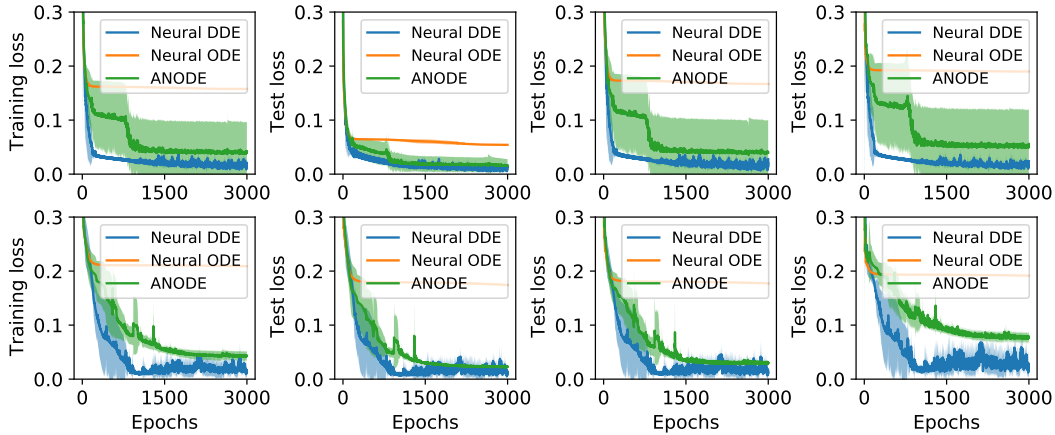 Training loss
0.3
0.2
0.1
0.0
Neural DDE
Neural ODE
ANODE
0 1500 3000
Test loss
0.3
0.2
0.1
0.0
Neural DDE
Neural ODE
ANODE
0 1500 3000
Test loss
0.3
0.2
0.1
0.0
Neural DDE
Neural ODE
ANODE
0 1500 3000
Test loss
0.3
0.2
0.1
0.0
Neural DDE
Neural ODE
ANODE
0 1500 3000
Training loss
0.3
0.2
0.1
0.0
Neural DDE
Neural ODE
ANODE
0 1500 3000
Epochs
Test loss
0.3
0.2
0.1
0.0
Neural DDE
Neural ODE
ANODE
0 1500 3000
Epochs
Test loss
0.3
0.2
0.1
0.0
Neural DDE
Neural ODE
ANODE
0 1500 3000
Epochs
Test loss
0.3
0.2
0.1
0.0
Neural DDE
Neural ODE
ANODE
0 1500 3000
Epochs